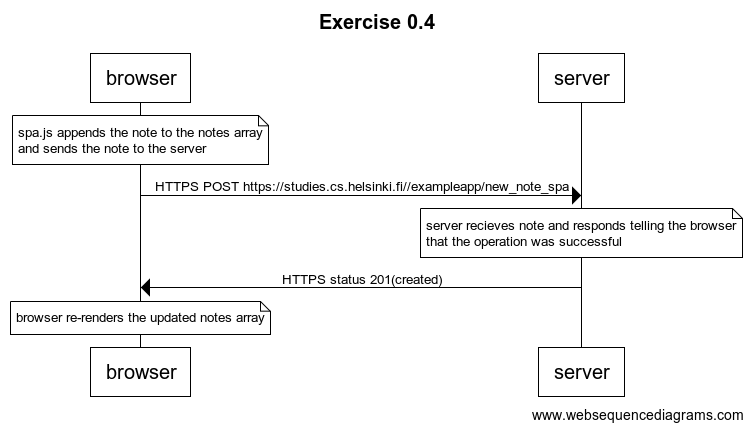 Exercise 0.4
browser
server
spa.js appends the note to the notes array
and sends the note to the server
HTTPS POST https://studies.cs.helsinki.fi//exampleapp/new_note_spa
server recieves note and responds telling the browser
that the operation was successful
HTTPS status 201(created)
browser re-renders the updated notes array
browser
server
www.websequencediagrams.com